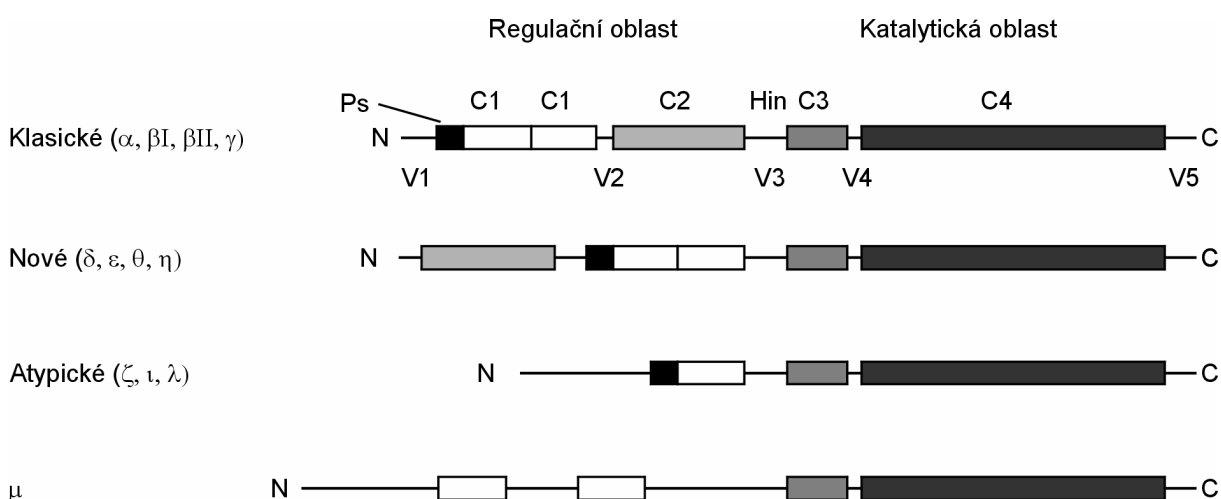 Regulační oblast Katalytická oblast
Ps C1 C1 C2 Hin C3 C4
Klasické (α, βI, βII, γ) N C
V1 V2 V3 V4 V5
Nové (δ, ε, θ, η) N C
Atypické (ζ, ι, λ) N C
μ N C